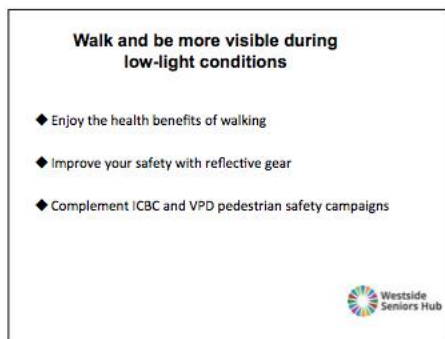 Walk and be more visible during
low-light conditions
◆ Enjoy the health benefits of walking
◆ Improve your safety with reflective gear
◆ Complement ICBC and VPD pedestrian safety campaigns
Westside
Seniors Hub